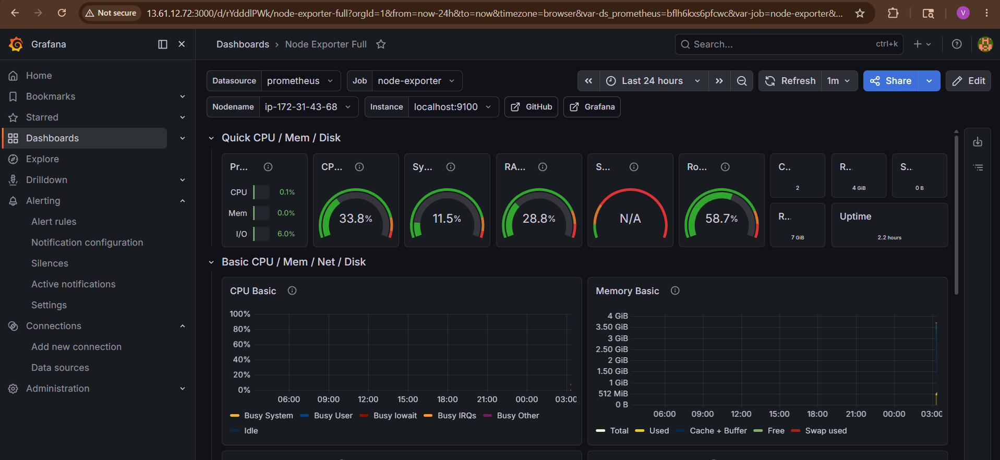 Not secure
13.61.12.72:3000/d/rYdddlPWk/node-exporter-full?orgId=1&from=now-24h&to=now&timezone=browser&var-ds_prometheus=bflh6kxs6pfcwc&var-job=node-exporter&...
V
Grafana
Dashboards › Node Exporter Full
Search...
ctrl+k
Home
Bookmarks
Starred
Dashboards
Explore
Drilldown
Alerting
Alert rules
Notification configuration
Silences
Active notifications
Settings
Connections
Add new connection
Data sources
Administration
Datasource prometheus
Job node-exporter
Last 24 hours
Refresh
1m
Share
Edit
Nodename ip-172-31-43-68
Instance localhost:9100
GitHub
Grafana
Quick CPU / Mem / Disk
Pr...
CPU 0.1%
Mem 0.0%
I/O 6.0%
CP...
33.8%
Sy...
11.5%
RA...
28.8%
S...
N/A
Ro...
58.7%
C..
2
R...
4 GiB
S...
0 B
R...
7 GiB
Uptime
2.2 hours
Basic CPU / Mem / Net / Disk
CPU Basic
100%
80%
60%
40%
20%
0%
06:00 09:00 12:00 15:00 18:00 21:00 00:00 03:00
Busy System Busy User Busy Iowait Busy IRQs Busy Other
Idle
Memory Basic
4 GiB
3.50 GiB
3 GiB
2.50 GiB
2 GiB
1.50 GiB
1 GiB
512 MiB
0 B
06:00 09:00 12:00 15:00 18:00 21:00 00:00 03:00
Total Used Cache + Buffer Free Swap used